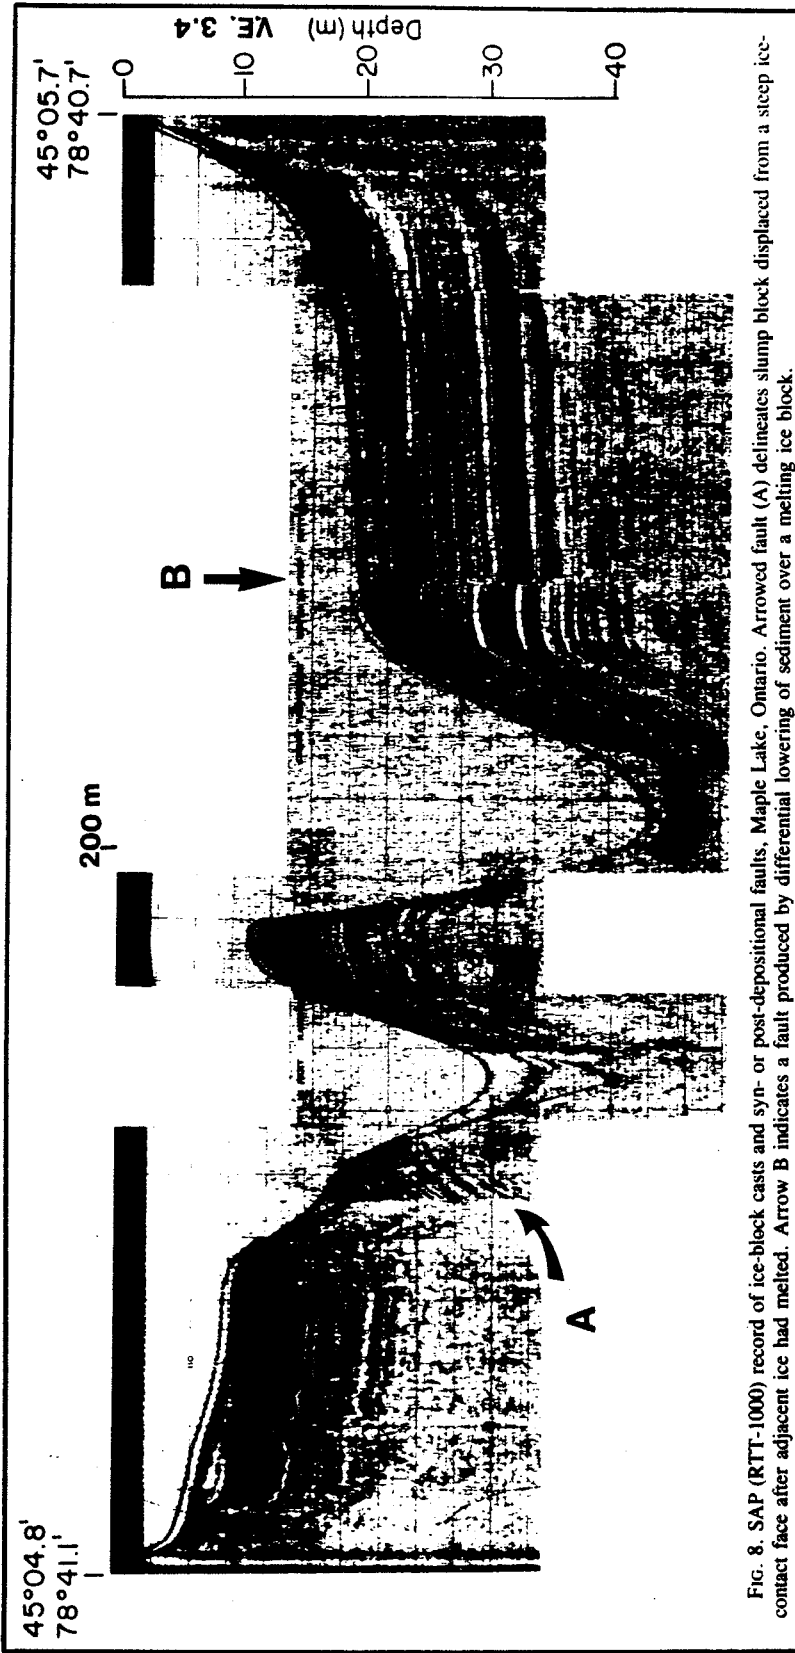 45°04.8'
78°41.1'
200 m
45°05.7'
78°40.7'
B
A
110
0
10
20
30
40
Depth (m)
V.E. 3.4
FIG. 8. SAP (RTT-1000) record of ice-block casts and syn- or post-depositional faults, Maple Lake, Ontario. Arrowed fault (A) delineates slump block displaced from a steep ice-
contact face after adjacent ice had melted. Arrow B indicates a fault produced by differential lowering of sediment over a melting ice block.